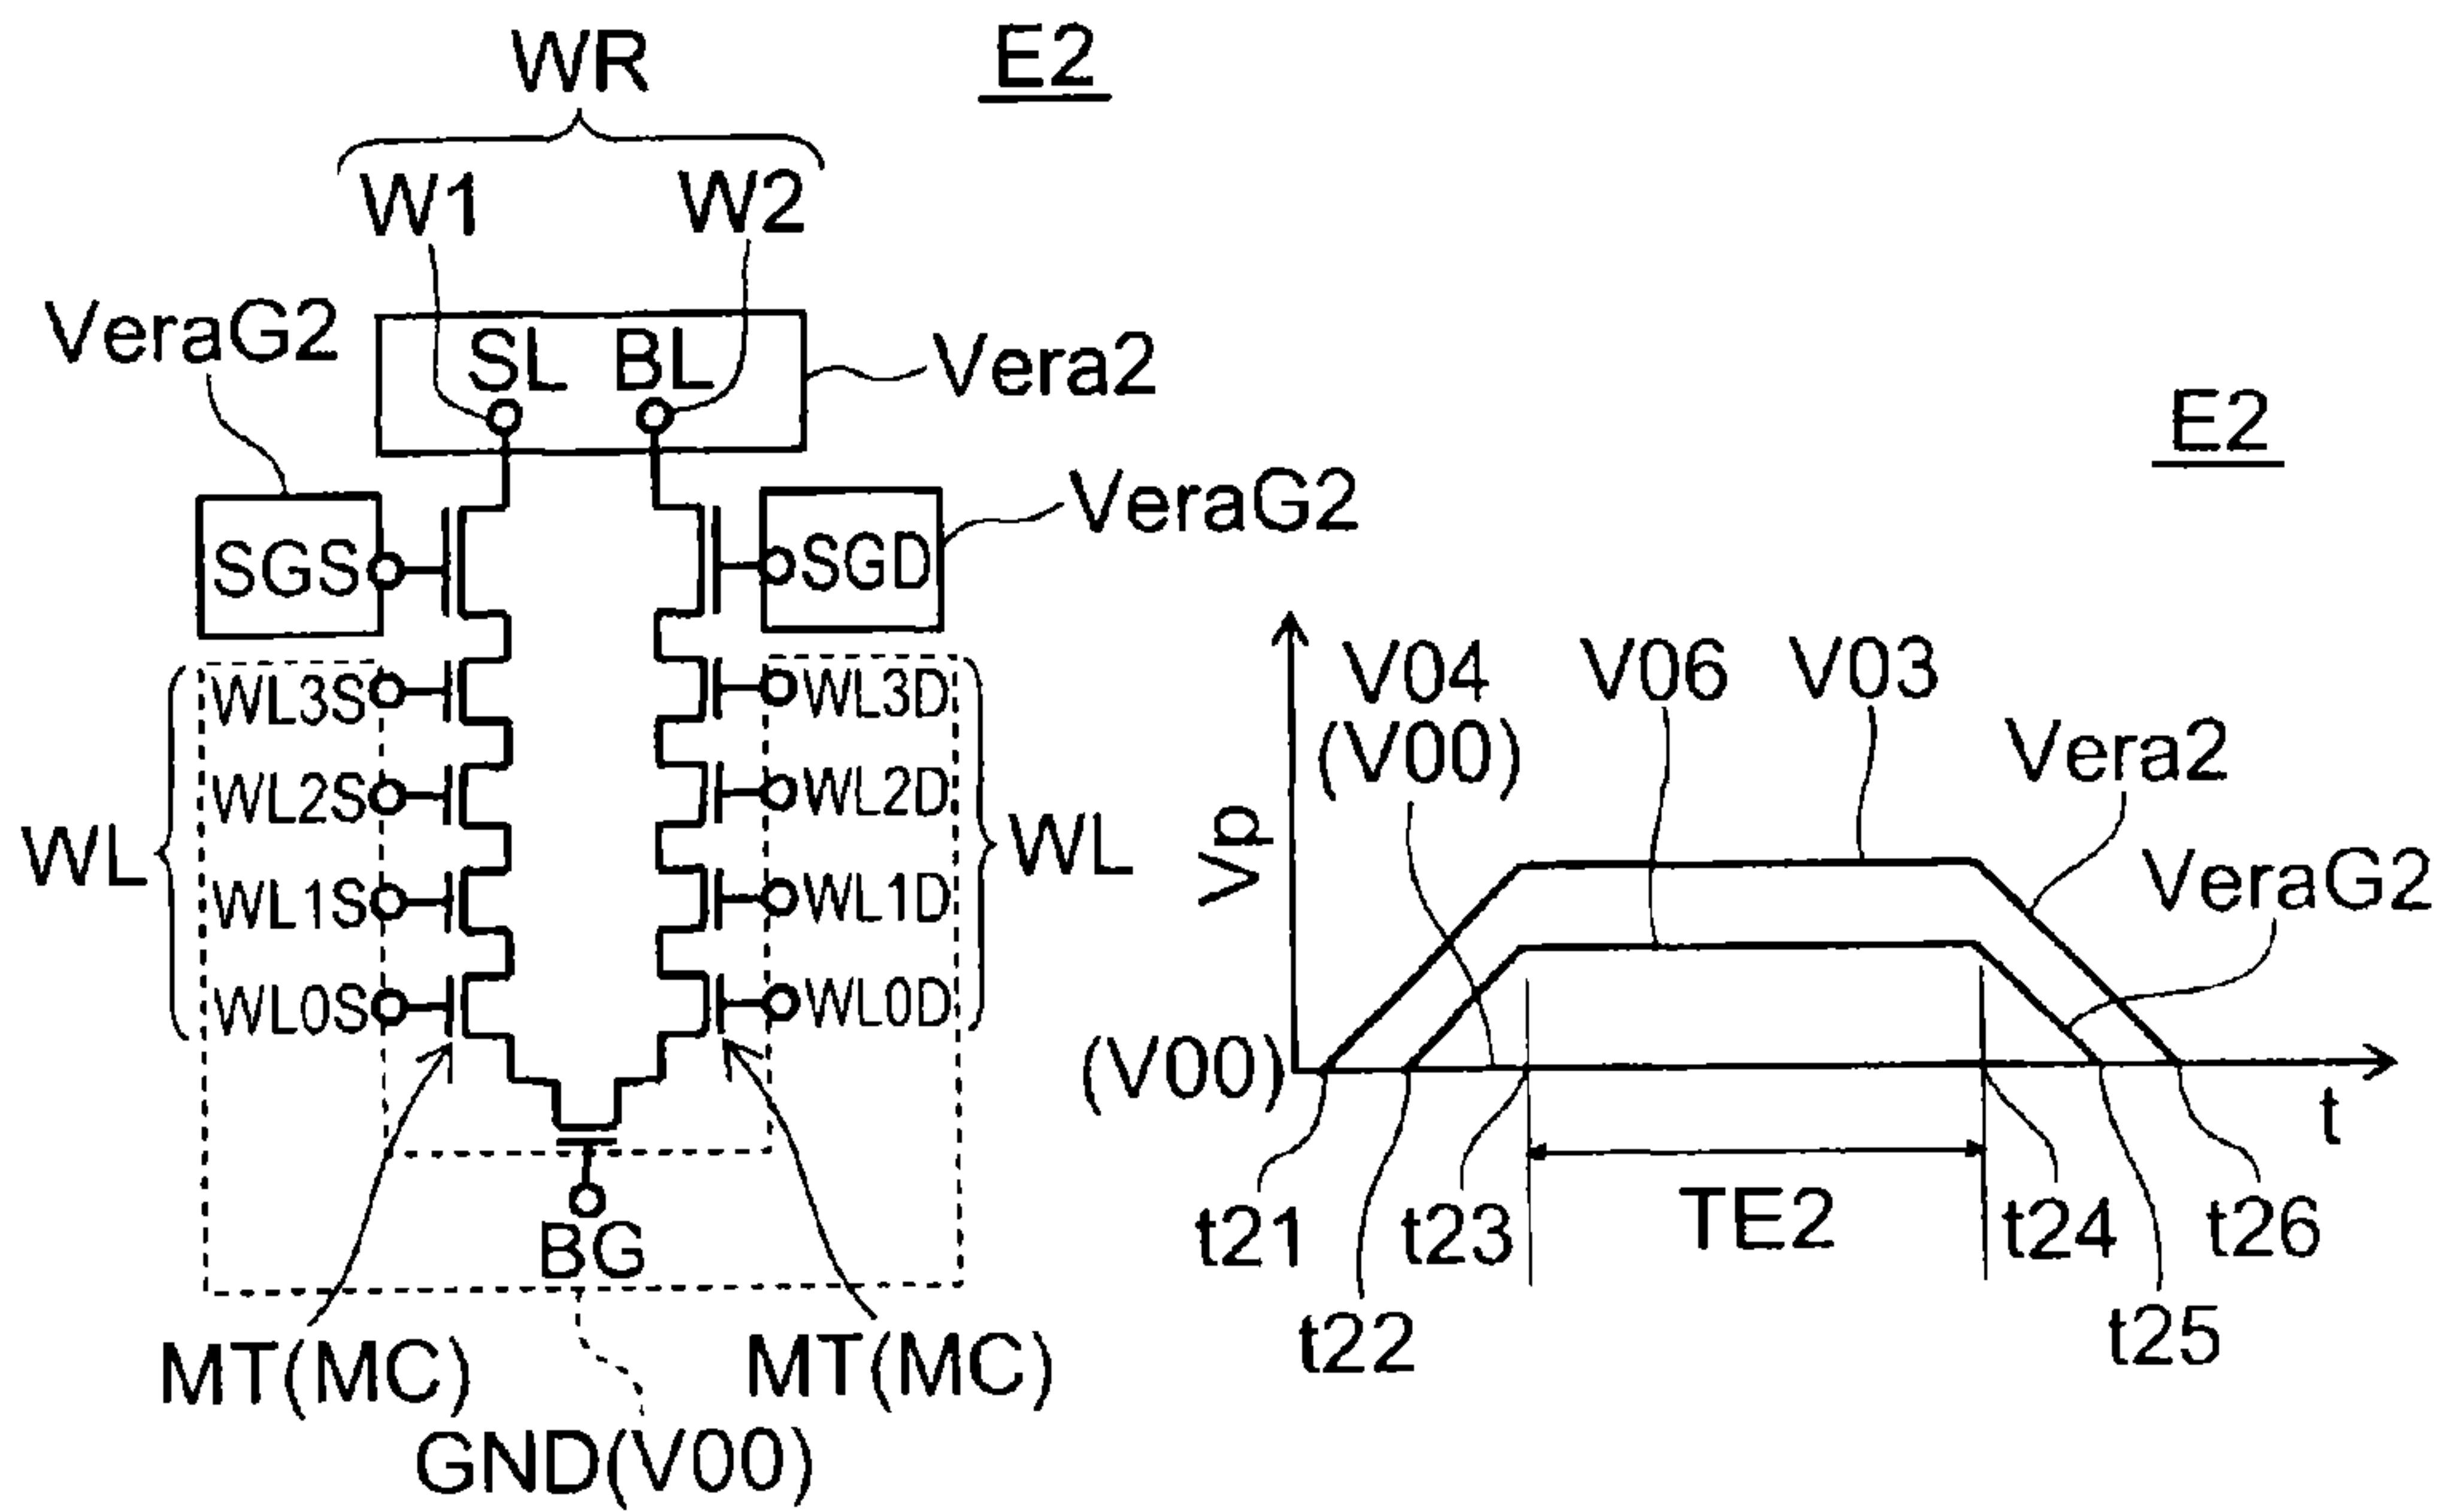 WR
E2
W1 W2
VeraG2
SL BL
Vera2
SGS
SGD
VeraG2
WL
WL3S
WL2S
WL1S
WL0S
WL3D
WL2D
WL1D
WL0D
WL
BG
MT(MC)
MT(MC)
GND(V00)
E2
V04
(V00)
V06
V03
Vera2
VeraG2
Vp
(V00)
t
t21
t22
t23
TE2
t24
t25
t26